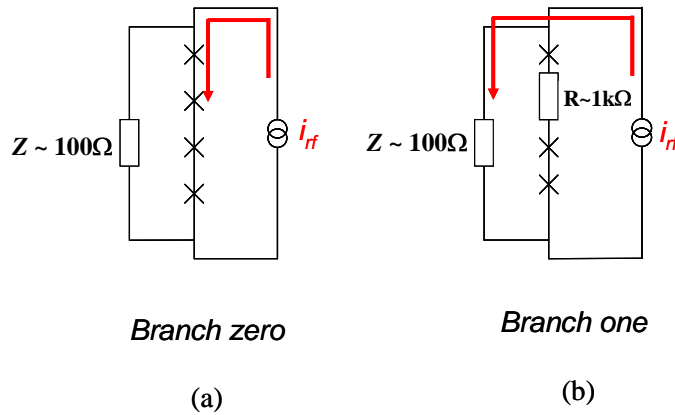 Z ~ 100Ω
i_rf
Branch zero
(a)
R~1kΩ
Z ~ 100Ω
i_rf
Branch one
(b)